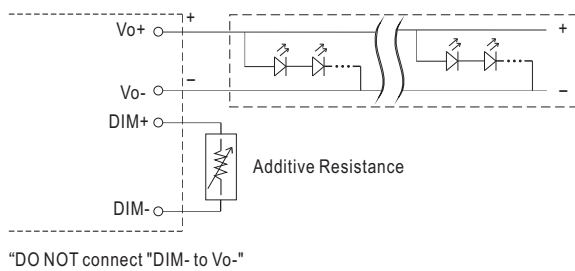 Vo+
+
+
Vo-
−
−
DIM+
Additive Resistance
DIM-
“DO NOT connect "DIM- to Vo-"